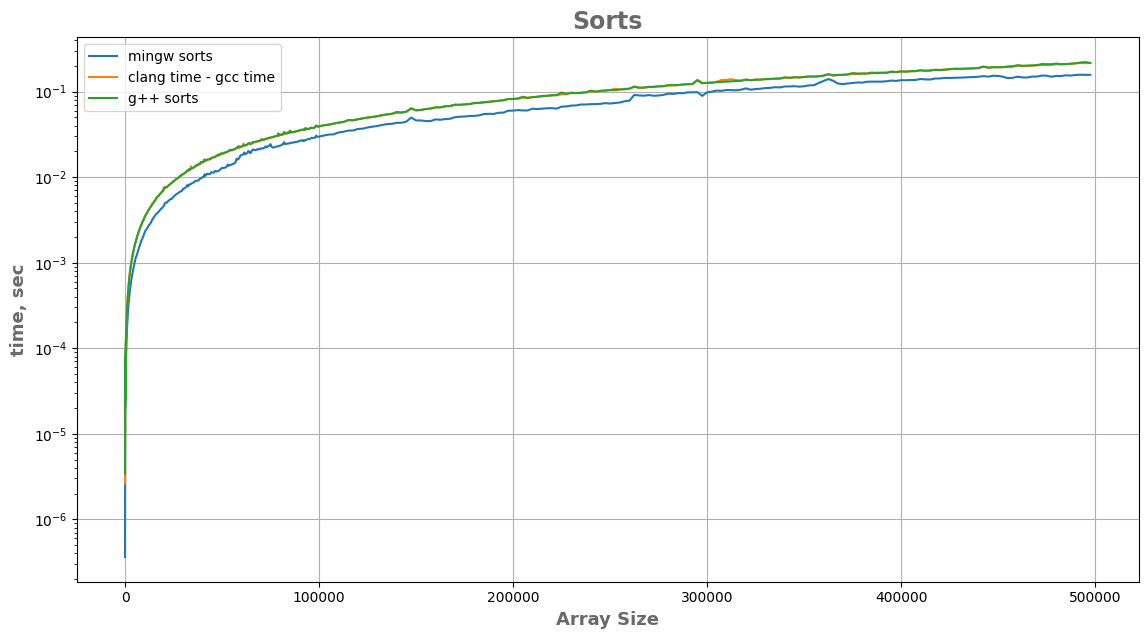 Sorts
mingw sorts
clang time - gcc time
g++ sorts
time, sec
10⁻¹
10⁻²
10⁻³
10⁻⁴
10⁻⁵
10⁻⁶
0 100000 200000 300000 400000 500000
Array Size